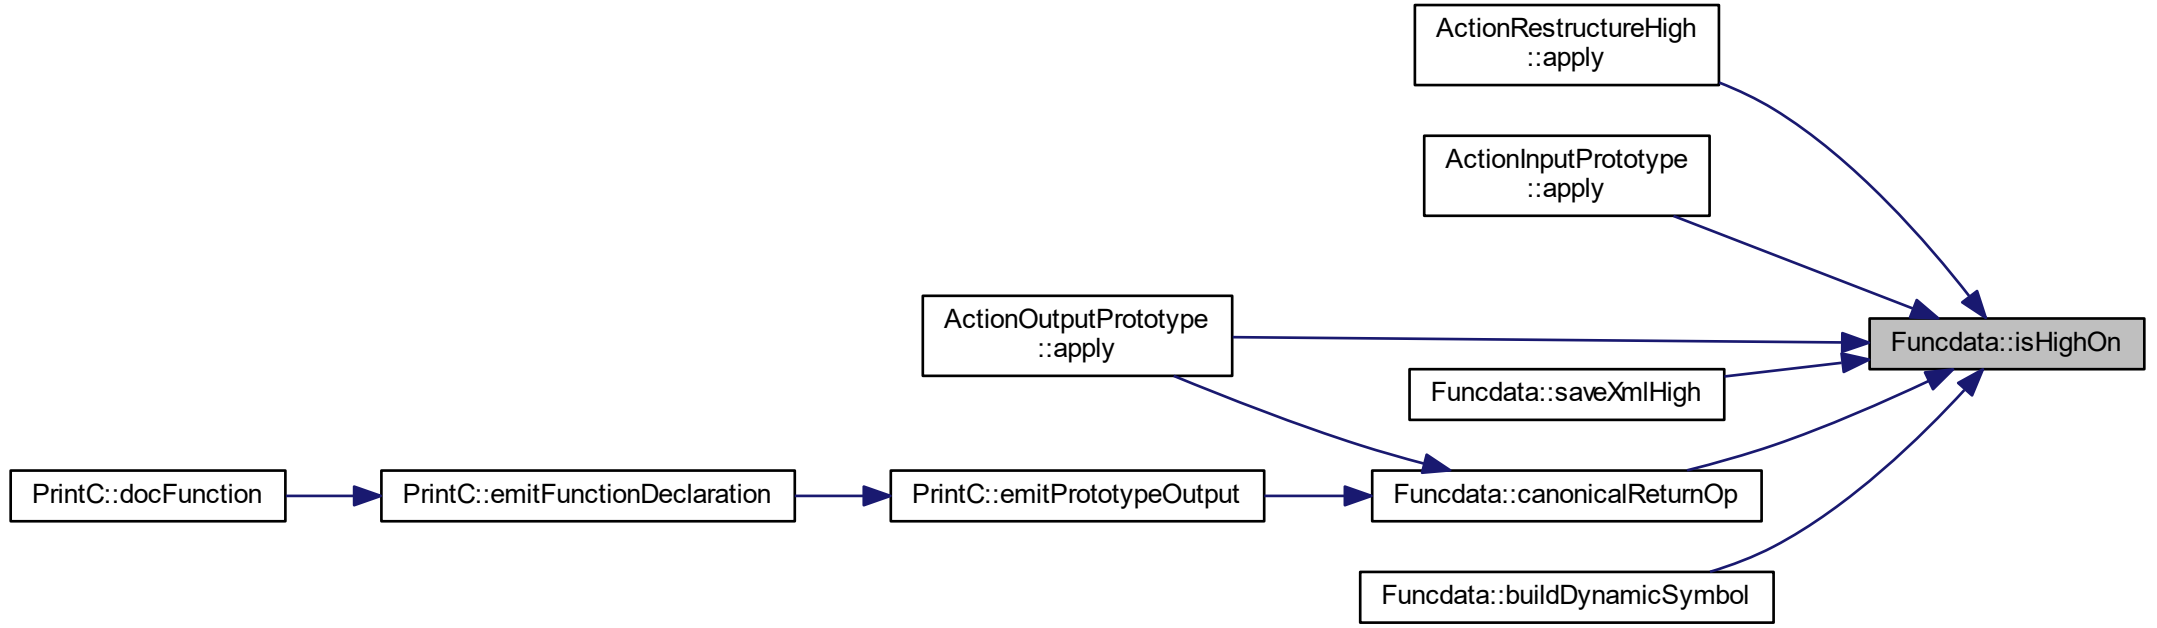 ActionRestructureHigh
::apply
ActionInputPrototype
::apply
ActionOutputPrototype
::apply
Funcdata::isHighOn
Funcdata::saveXmlHigh
PrintC::docFunction
PrintC::emitFunctionDeclaration
PrintC::emitPrototypeOutput
Funcdata::canonicalReturnOp
Funcdata::buildDynamicSymbol